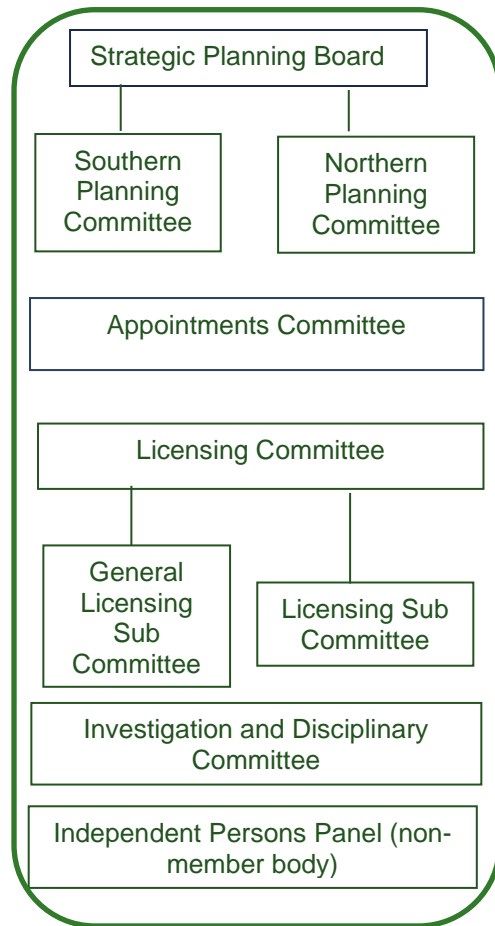 Strategic Planning Board
Southern
Planning
Committee
Northern
Planning
Committee
Appointments Committee
Licensing Committee
General
Licensing
Sub
Committee
Licensing Sub
Committee
Investigation and Disciplinary
Committee
Independent Persons Panel (non-
member body)